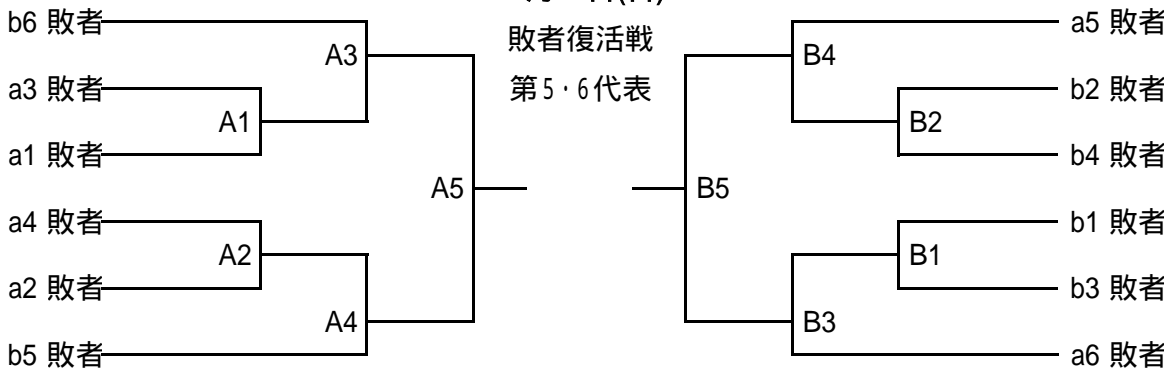 b6 敗者
a3 敗者
a1 敗者
a4 敗者
a2 敗者
b5 敗者
A3
A1
A5
A2
A4
敗者復活戦
第5・6代表
B4
B2
B5
B1
B3
a5 敗者
b2 敗者
b4 敗者
b1 敗者
b3 敗者
a6 敗者